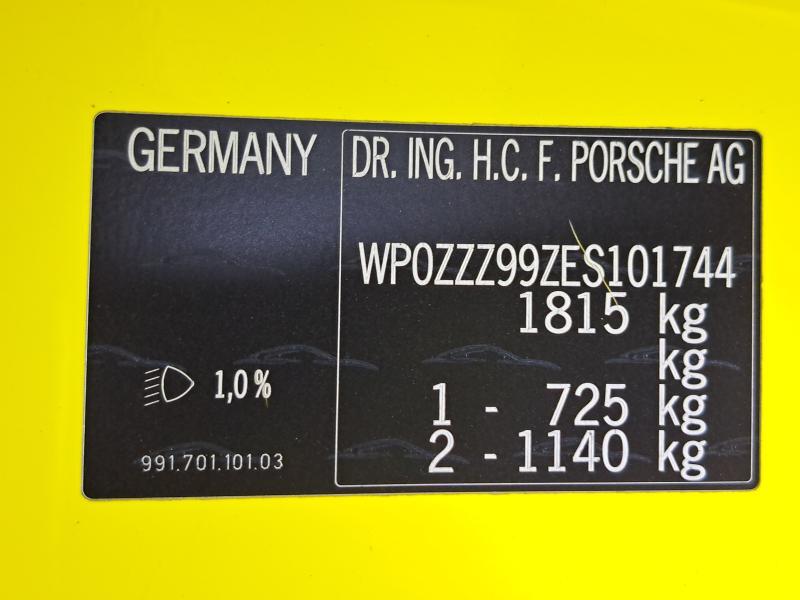 GERMANY
DR. ING. H.C. F. PORSCHE AG
WP0ZZZ99ZES101744
1815 kg
kg
1 - 725 kg
2 - 1140 kg
1,0 %
991.701.101.03